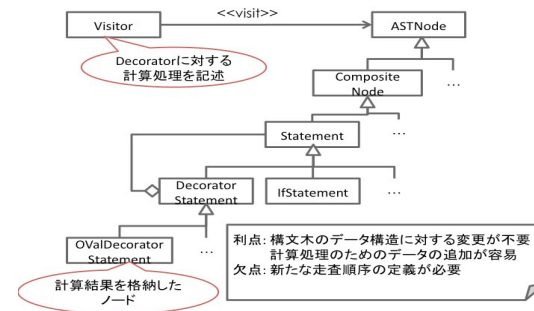 <<visit>>
Visitor
ASTNode
Decoratorに対する
計算処理を記述
Composite
Node
…
Statement
…
Decorator
Statement
IfStatement
…
OValDecorator
Statement
…
計算結果を格納した
ノード
利点: 構文木のデータ構造に対する変更が不要
計算処理のためのデータの追加が容易
欠点: 新たな走査順序の定義が必要